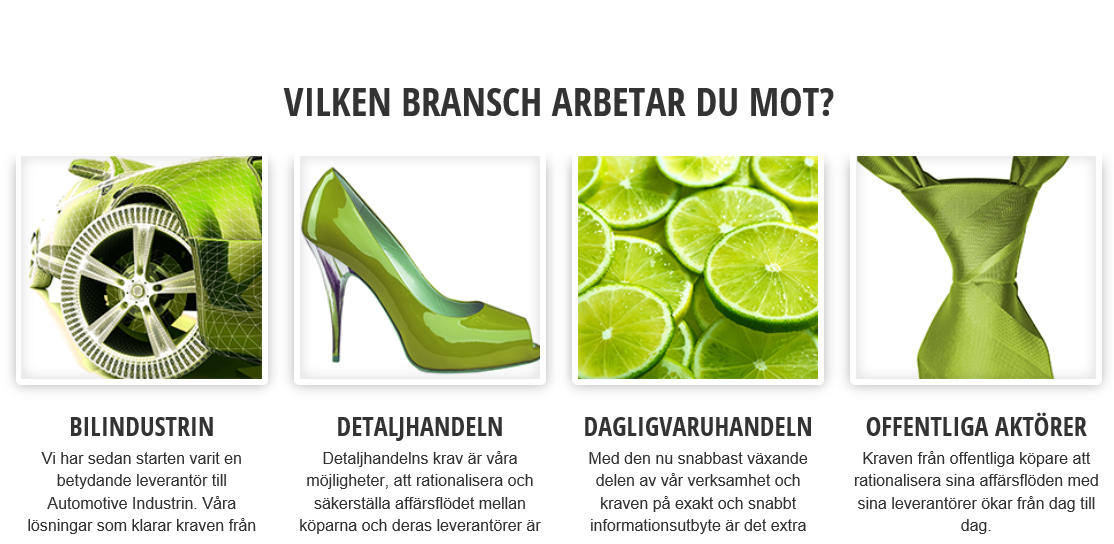 VILKEN BRANSCH ARBETAR DU MOT?
BILINDUSTRIN
Vi har sedan starten varit en
betydande leverantör till
Automotive Industrin. Våra
lösningar som klarar kraven från
DETALJHANDELN
Detaljhandelns krav är våra
möjligheter, att rationalisera och
säkerställa affärsflödet mellan
köparna och deras leverantörer är
DAGLIGVARUHANDELN
Med den nu snabbast växande
delen av vår verksamhet och
kraven på exakt och snabbt
informationsutbyte är det extra
OFFENTLIGA AKTÖRER
Kraven från offentliga köpare att
rationalisera sina affärsflöden med
sina leverantörer ökar från dag till
dag.